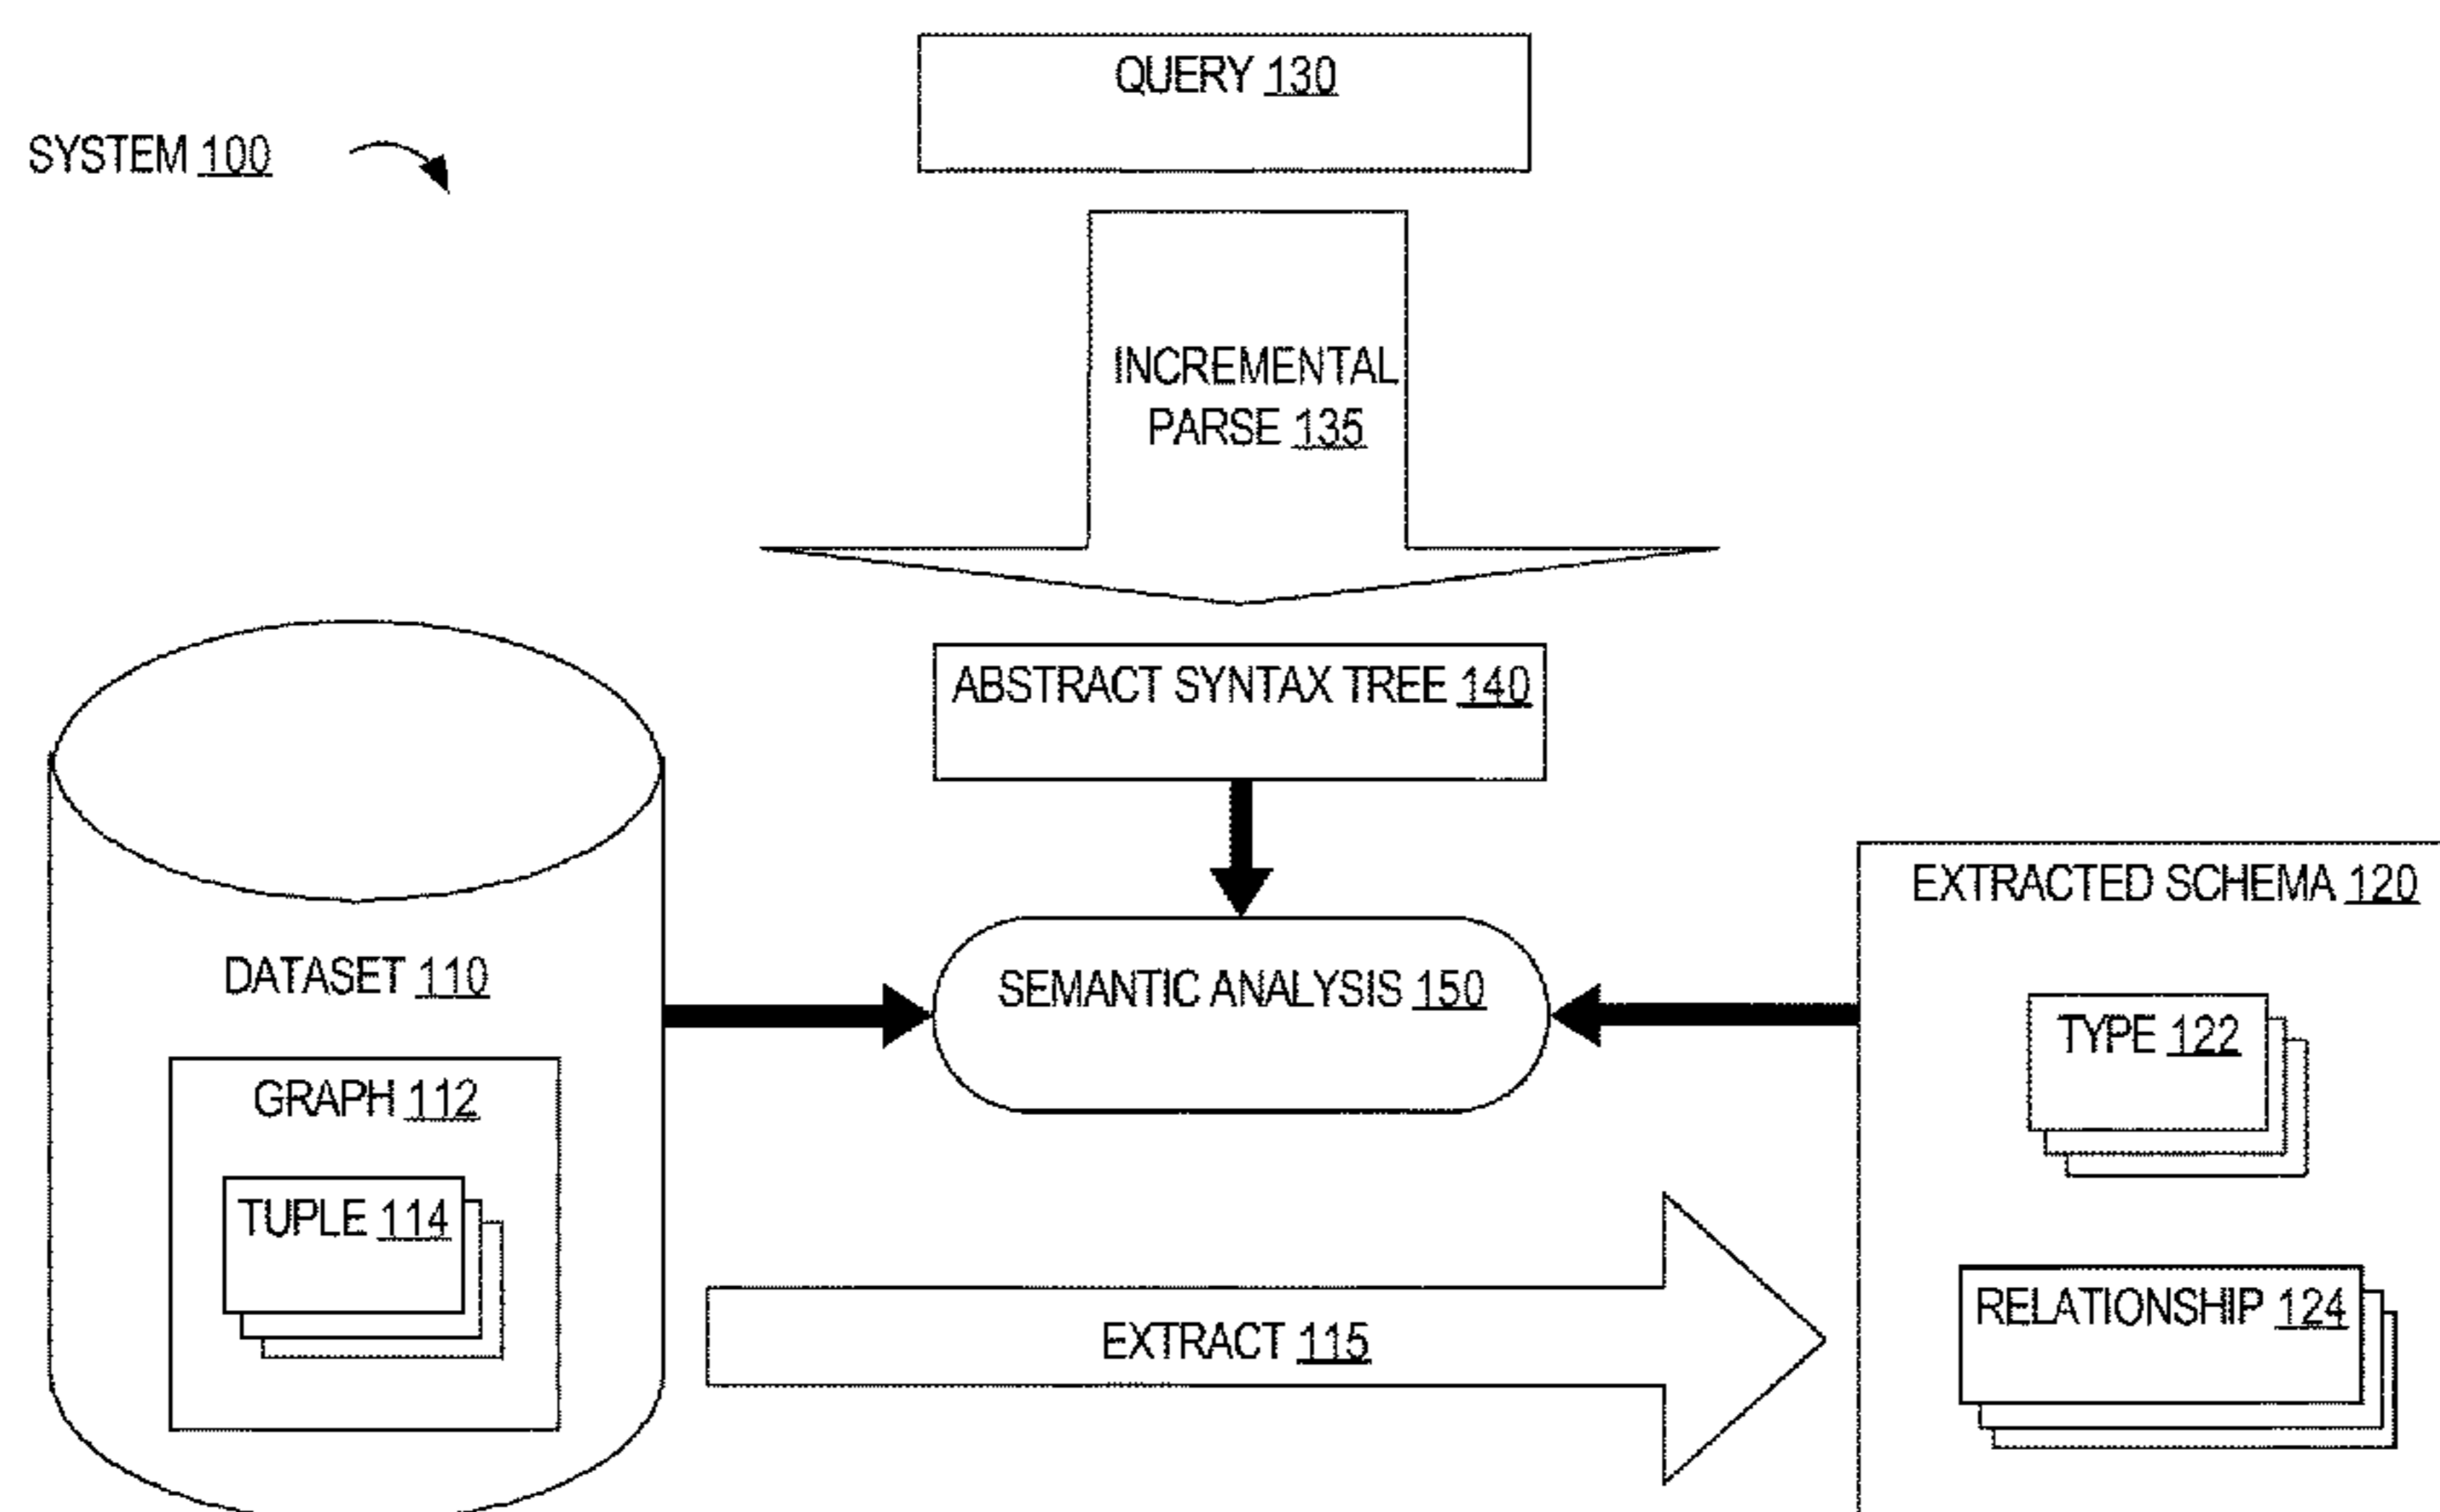 QUERY 130
SYSTEM 100
INCREMENTAL
PARSE 135
ABSTRACT SYNTAX TREE 140
EXTRACTED SCHEMA 120
DATASET 110
SEMANTIC ANALYSIS 150
TYPE 122
GRAPH 112
TUPLE 114
RELATIONSHIP 124
EXTRACT 115